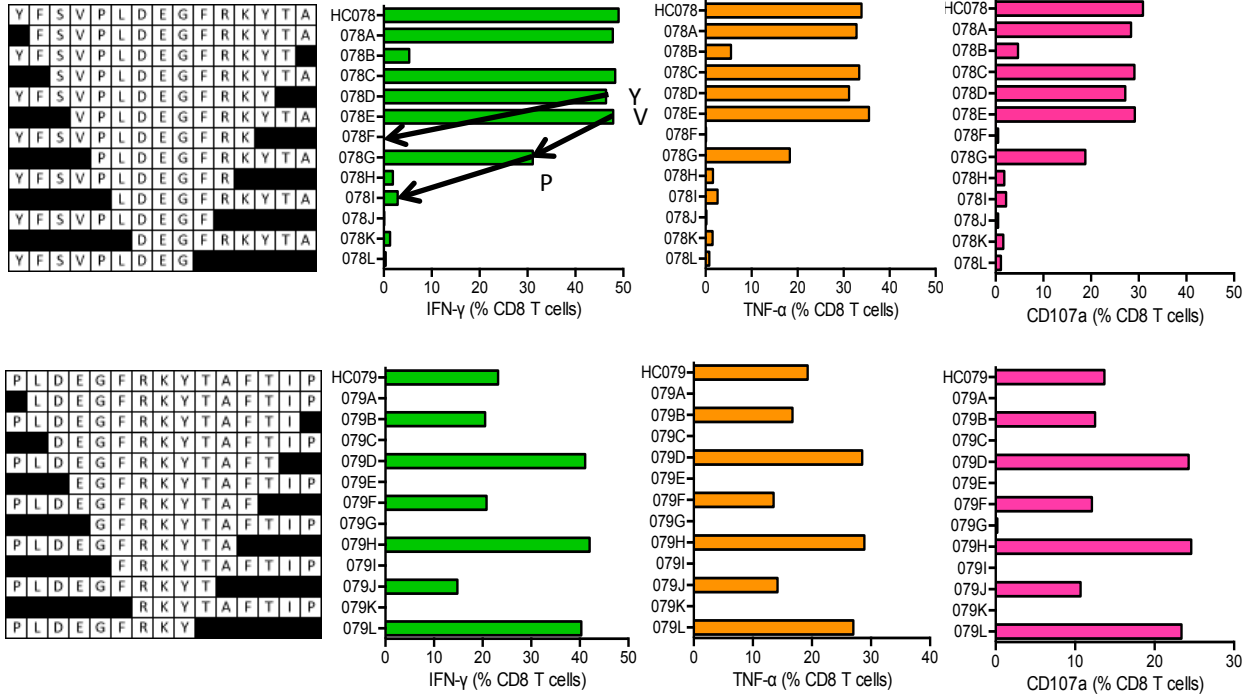 Y F S V P L D E G F R K Y T A
F S V P L D E G F R K Y T A
Y F S V P L D E G F R K Y T
S V P L D E G F R K Y T A
Y F S V P L D E G F R K Y
V P L D E G F R K Y T A
Y F S V P L D E G F R K
P L D E G F R K Y T A
Y F S V P L D E G F R
L D E G F R K Y T A
Y F S V P L D E G F
D E G F R K Y T A
Y F S V P L D E G
HC078
078A
078B
078C
078D
078E
078F
078G
078H
078I
078J
078K
078L
Y
V
P
0 10 20 30 40 50
IFN-γ (% CD8 T cells)
HC078
078A
078B
078C
078D
078E
078F
078G
078H
078I
078J
078K
078L
0 10 20 30 40 50
TNF-α (% CD8 T cells)
HC078
078A
078B
078C
078D
078E
078F
078G
078H
078I
078J
078K
078L
0 10 20 30 40 50
CD107a (% CD8 T cells)
P L D E G F R K Y T A F T I P
L D E G F R K Y T A F T I P
P L D E G F R K Y T A F T I
D E G F R K Y T A F T I P
P L D E G F R K Y T A F T
E G F R K Y T A F T I P
P L D E G F R K Y T A F
G F R K Y T A F T I P
P L D E G F R K Y T A
F R K Y T A F T I P
P L D E G F R K Y T
R K Y T A F T I P
P L D E G F R K Y
HC079
079A
079B
079C
079D
079E
079F
079G
079H
079I
079J
079K
079L
0 10 20 30 40 50
IFN-γ (% CD8 T cells)
HC079
079A
079B
079C
079D
079E
079F
079G
079H
079I
079J
079K
079L
0 10 20 30 40
TNF-α (% CD8 T cells)
HC079
079A
079B
079C
079D
079E
079F
079G
079H
079I
079J
079K
079L
0 10 20 30
CD107a (% CD8 T cells)